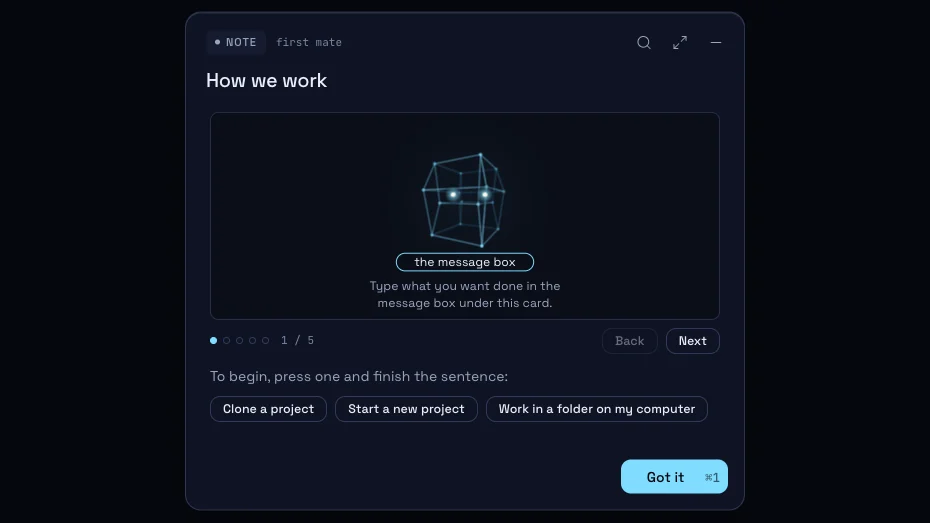 • NOTE first mate
How we work
the message box
Type what you want done in the
message box under this card.
1 / 5 Back Next
To begin, press one and finish the sentence:
Clone a project Start a new project Work in a folder on my computer
Got it ⌘1